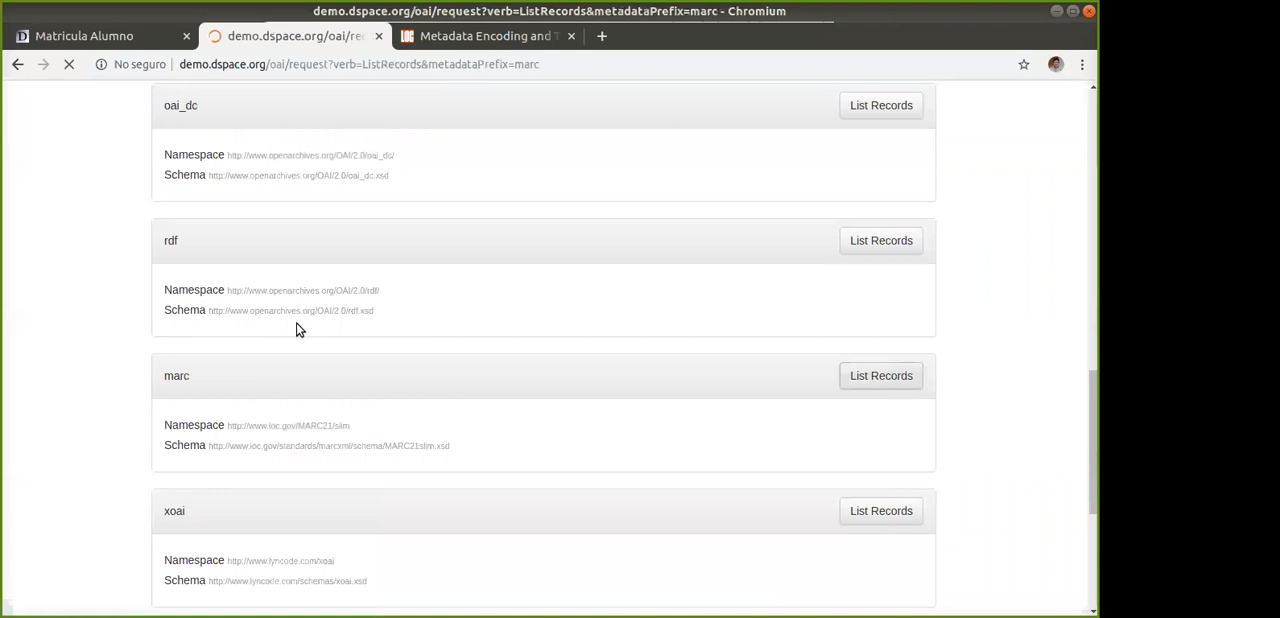 demo.dspace.org/oai/request?verb=ListRecords&metadataPrefix=marc - Chromium
Matricula Alumno
demo.dspace.org/oai/re
Metadata Encoding and T
No seguro
demo.dspace.org/oai/request?verb=ListRecords&metadataPrefix=marc
oai_dc
List Records
Namespace http://www.openarchives.org/OAI/2.0/oai_dc/
Schema http://www.openarchives.org/OAI/2.0/oai_dc.xsd
rdf
List Records
Namespace http://www.openarchives.org/OAI/2.0/rdf/
Schema http://www.openarchives.org/OAI/2.0/rdf.xsd
marc
List Records
Namespace http://www.loc.gov/MARC21/slim
Schema http://www.loc.gov/standards/marcxml/schema/MARC21slim.xsd
xoai
List Records
Namespace http://www.lyncode.com/xoai
Schema http://www.lyncode.com/schemas/xoai.xsd